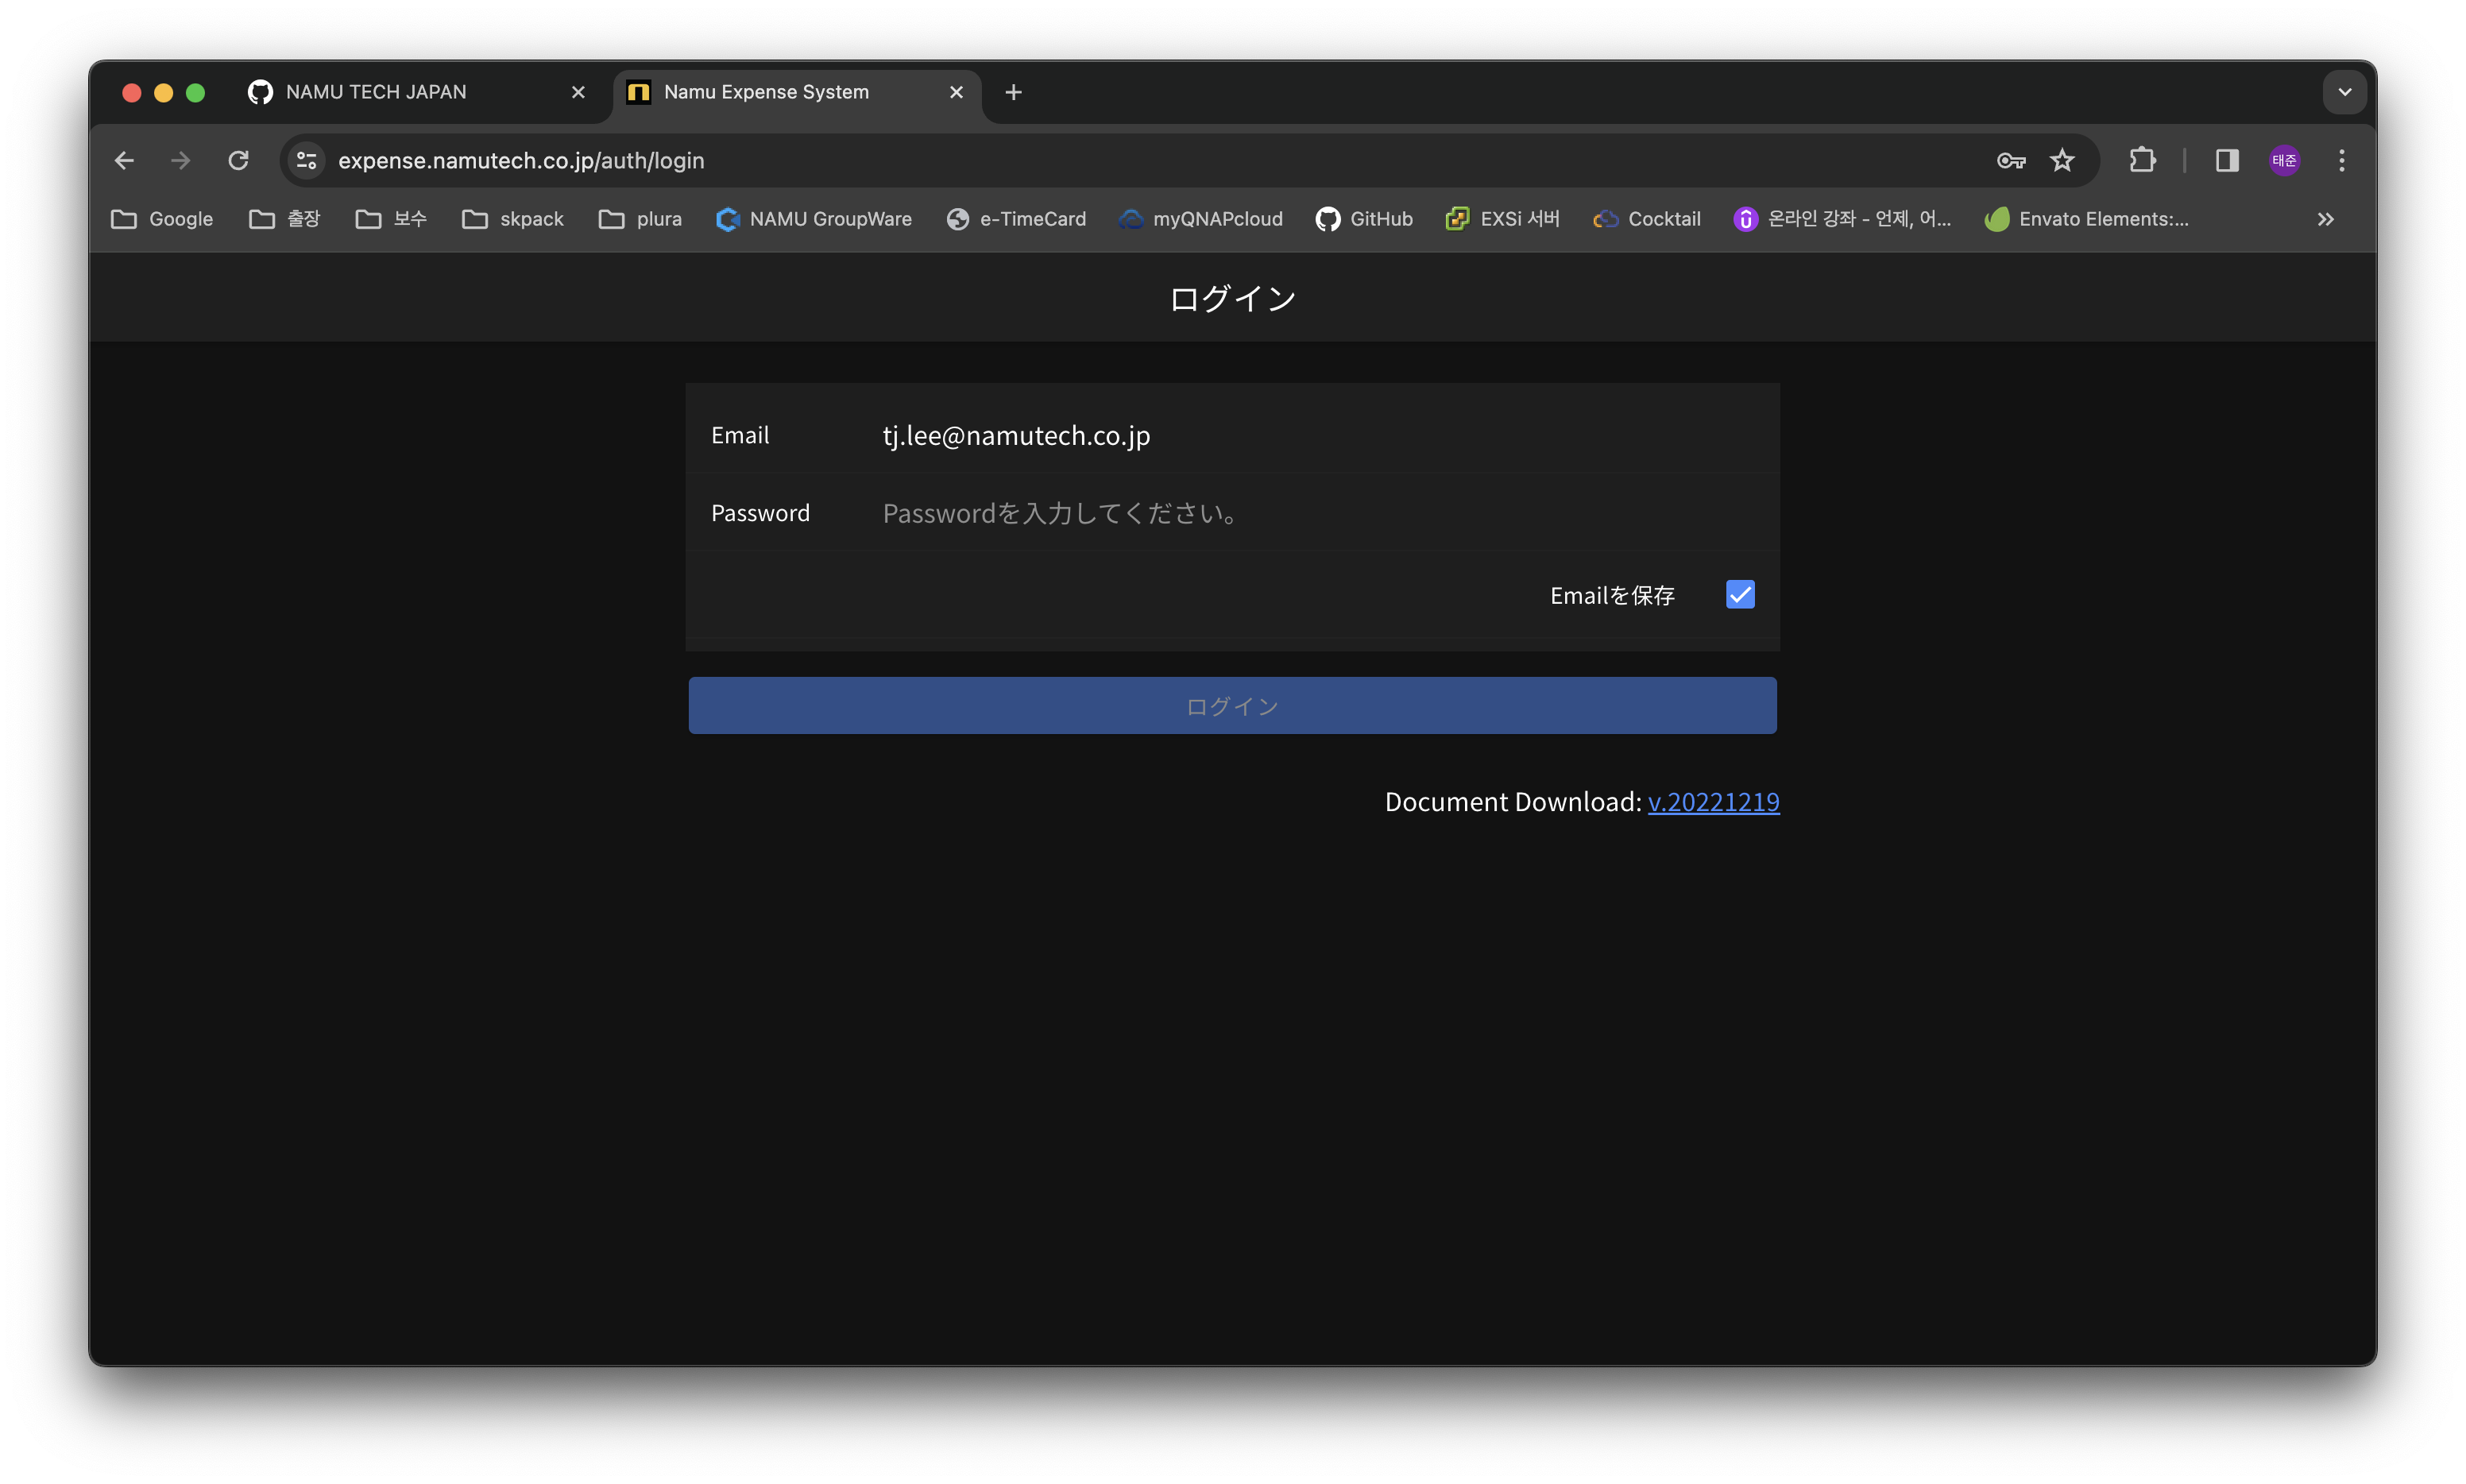 NAMU TECH JAPAN
Namu Expense System
expense.namutech.co.jp/auth/login
태준
Google
출장
보수
skpack
plura
NAMU GroupWare
e-TimeCard
myQNAPcloud
GitHub
EXSi 서버
Cocktail
온라인 강좌 - 언제, 어...
Envato Elements:...
ログイン
Email tj.lee@namutech.co.jp
Password Passwordを入力してください。
Emailを保存
ログイン
Document Download: v.20221219